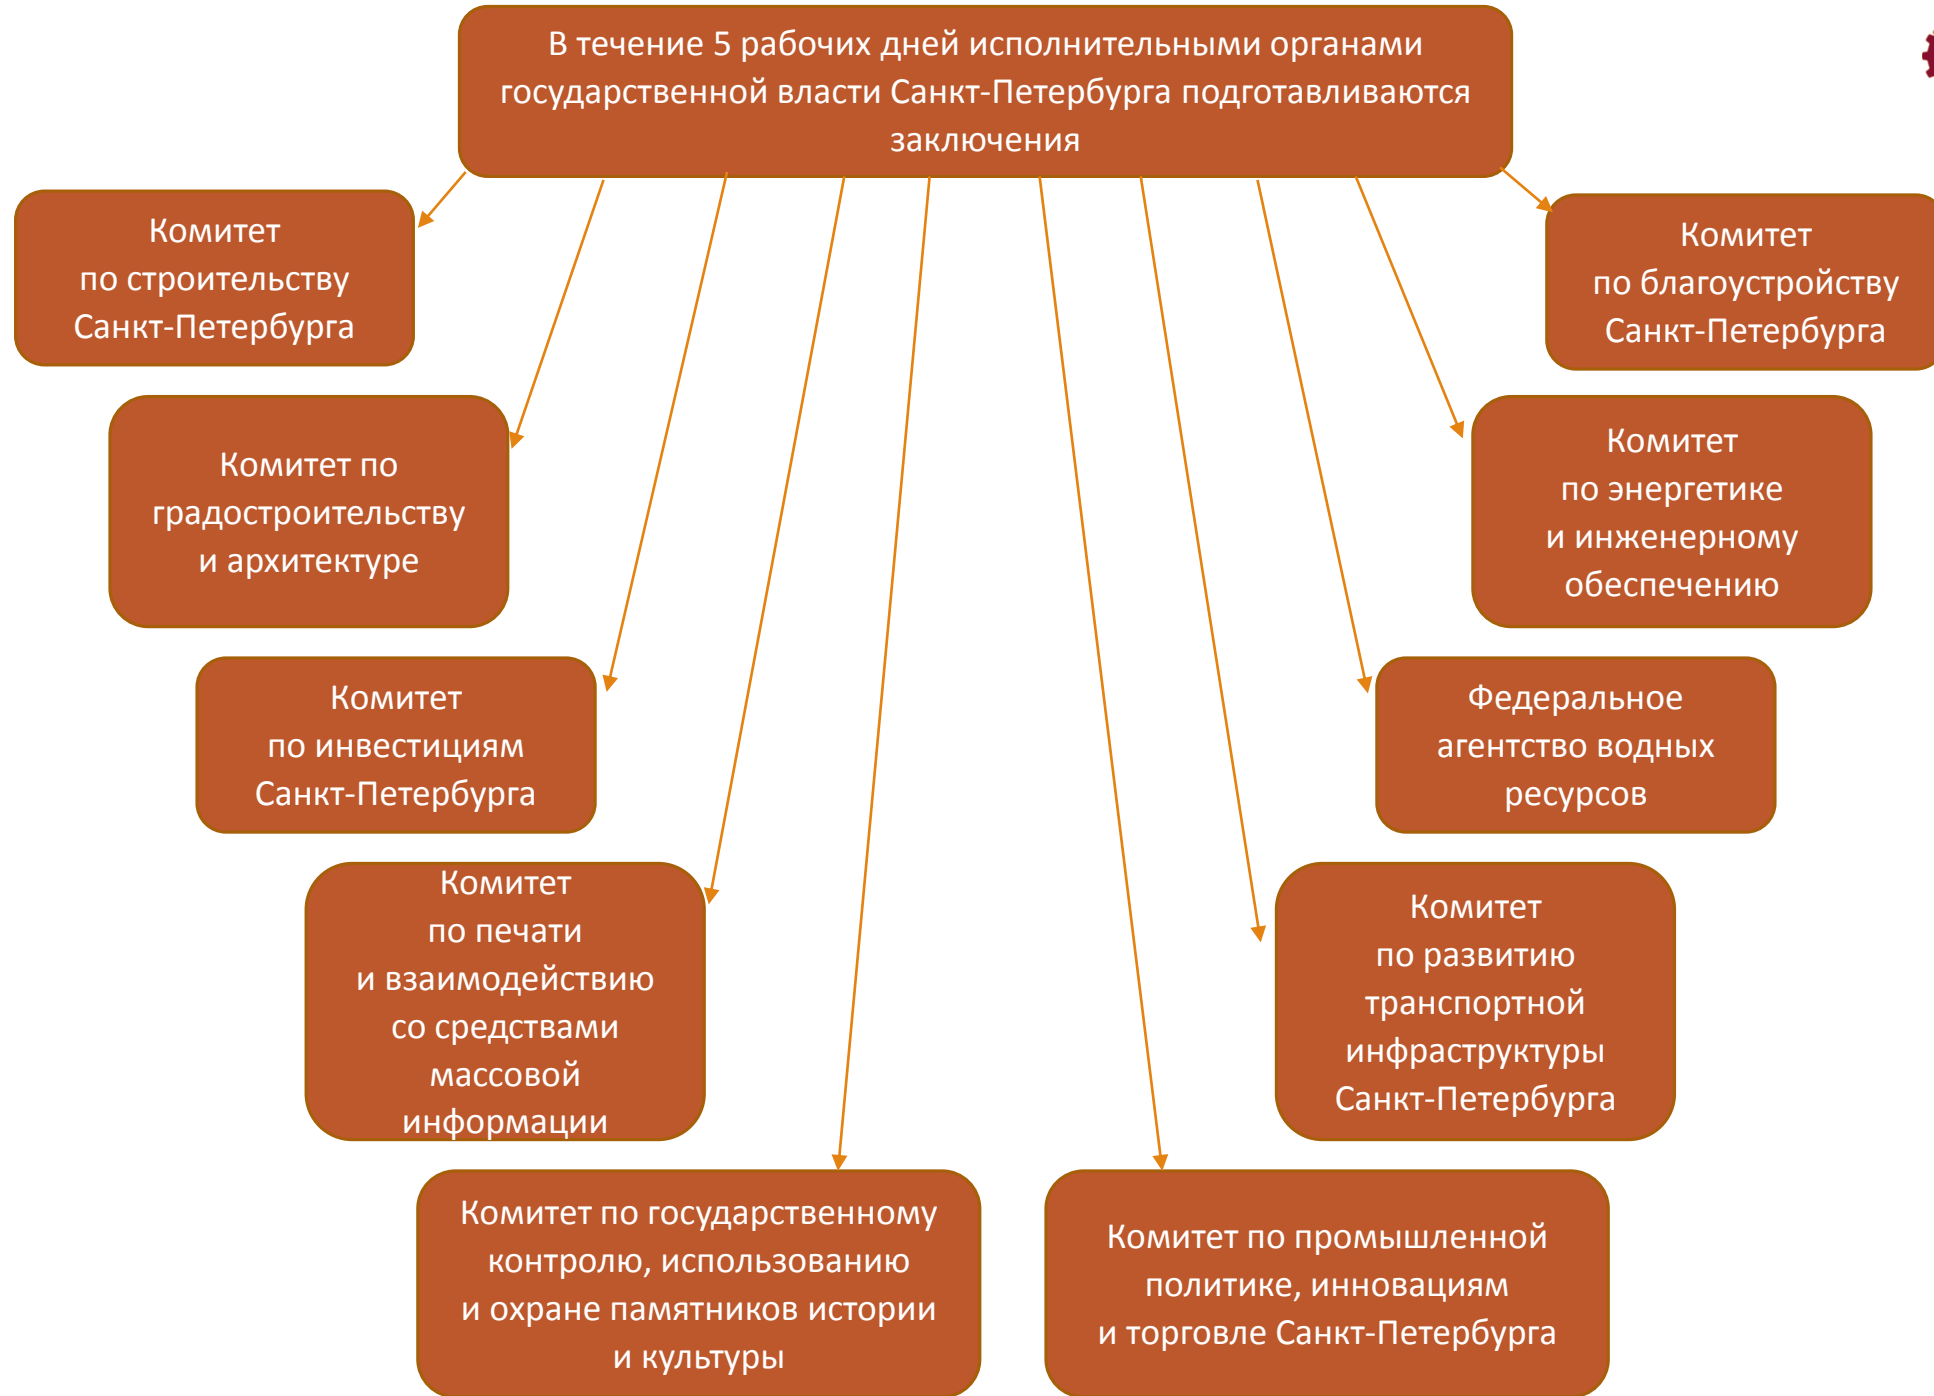 В течение 5 рабочих дней исполнительными органами
государственной власти Санкт-Петербурга подготавливаются
заключения
Комитет
по строительству
Санкт-Петербурга
Комитет
по благоустройству
Санкт-Петербурга
Комитет по
градостроительству
и архитектуре
Комитет
по энергетике
и инженерному
обеспечению
Комитет
по инвестициям
Санкт-Петербурга
Федеральное
агентство водных
ресурсов
Комитет
по печати
и взаимодействию
со средствами
массовой
информации
Комитет
по развитию
транспортной
инфраструктуры
Санкт-Петербурга
Комитет по государственному
контролю, использованию
и охране памятников истории
и культуры
Комитет по промышленной
политике, инновациям
и торговле Санкт-Петербурга